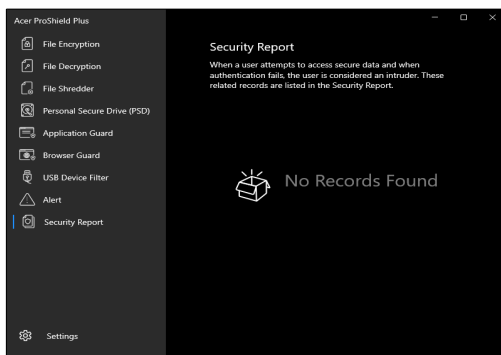 Acer ProShield Plus
File Encryption
File Decryption
File Shredder
Personal Secure Drive (PSD)
Application Guard
Browser Guard
USB Device Filter
Alert
Security Report
Settings
Security Report
When a user attempts to access secure data and when
authentication fails, the user is considered an intruder. These
related records are listed in the Security Report.
No Records Found